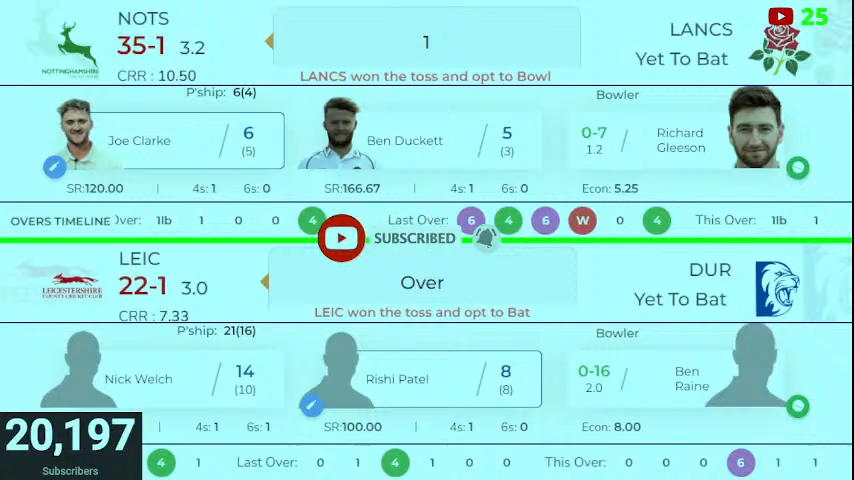 NOTS
35-1 3.2
CRR : 10.50
1
LANCS won the toss and opt to Bowl
LANCS
Yet To Bat
25
NOTTINGHAMSHIRE
P'ship: 6(4)
Bowler
Joe Clarke / 6 (5)
Ben Duckett / 5 (3)
0-7 / 1.2 Richard Gleeson
SR:120.00 | 4s: 1 6s: 0
SR:166.67 | 4s: 1 6s: 0
Econ: 5.25
OVERS TIMELINE Over: 1lb 1 0 0 4
Last Over: 6 4 6 W 0 4
This Over: 1lb 1
SUBSCRIBED
LEIC
22-1 3.0
CRR : 7.33
Over
LEIC won the toss and opt to Bat
DUR
Yet To Bat
LEICESTERSHIRE
COUNTY CRICKET CLUB
P'ship: 21(16)
Bowler
Nick Welch / 14 (10)
Rishi Patel / 8 (8)
0-16 / 2.0 Ben Raine
| 4s: 1 6s: 1
SR:100.00 | 4s: 1 6s: 0
Econ: 8.00
20,197
Subscribers
4 1
Last Over: 0 1 4 1 0 0
This Over: 0 0 0 6 1 1